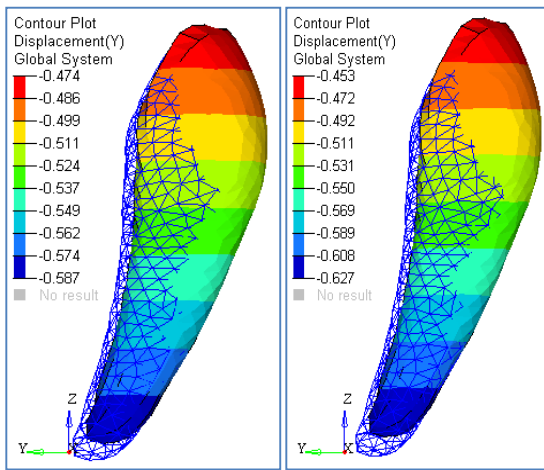 Contour Plot
Displacement(Y)
Global System
-0.474
-0.486
-0.499
-0.511
-0.524
-0.537
-0.549
-0.562
-0.574
-0.587
No result
Z
Y
X
Contour Plot
Displacement(Y)
Global System
-0.453
-0.472
-0.492
-0.511
-0.531
-0.550
-0.569
-0.589
-0.608
-0.627
No result
Z
Y
X